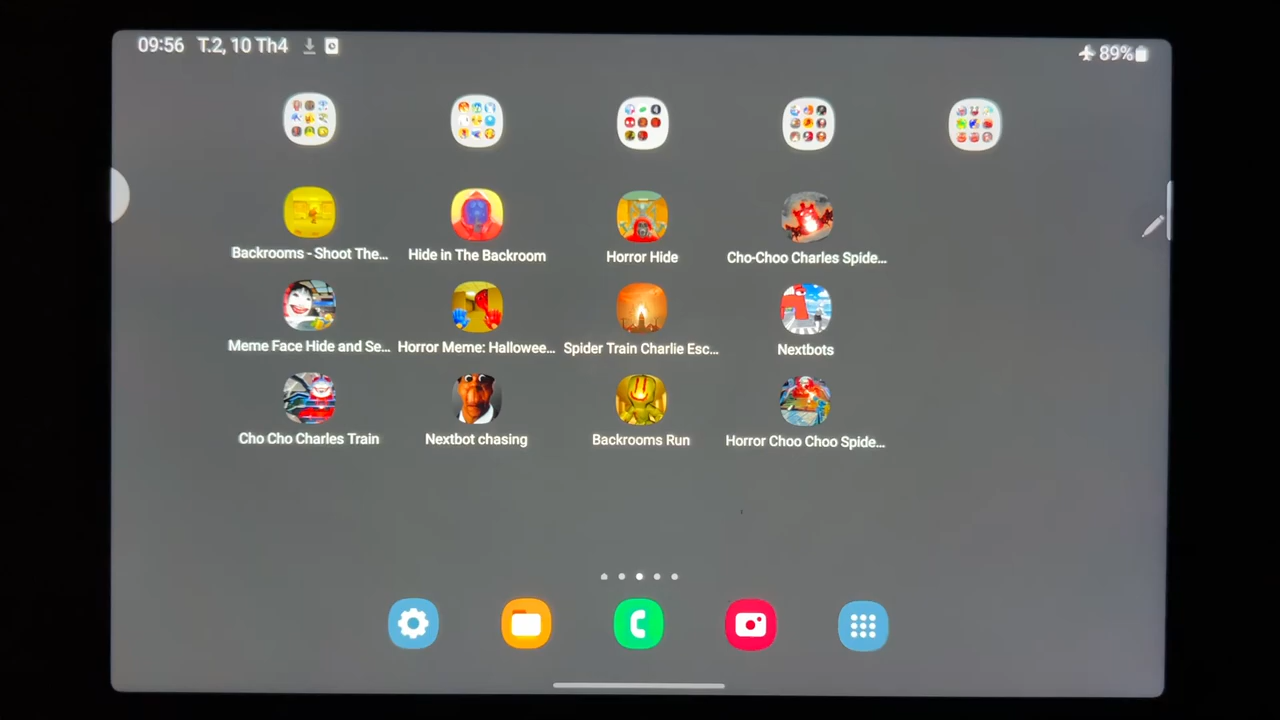 09:56 T.2, 10 Th4
89%
Backrooms - Shoot The...
Hide in The Backroom
Horror Hide
Cho-Choo Charles Spide...
Meme Face Hide and Se...
Horror Meme: Hallowee...
Spider Train Charlie Esc...
Nextbots
Cho Cho Charles Train
Nextbot chasing
Backrooms Run
Horror Choo Choo Spide...